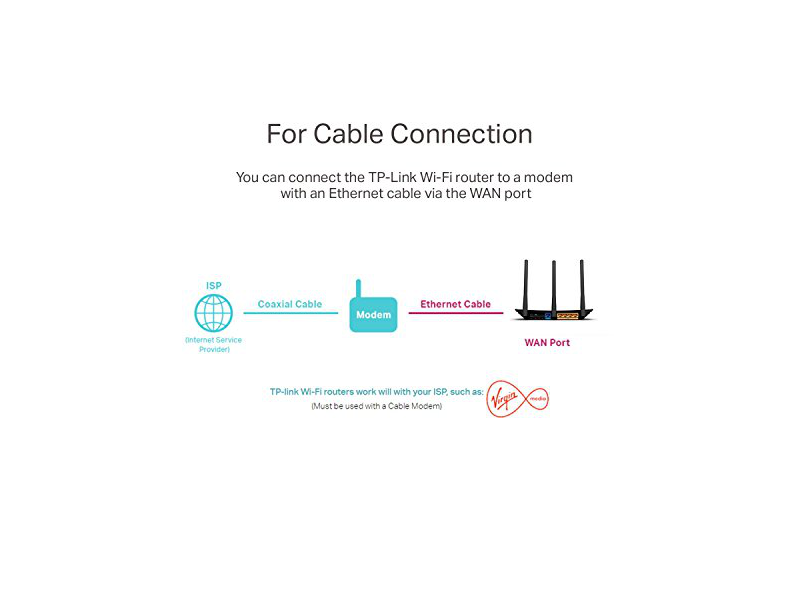 For Cable Connection
You can connect the TP-Link Wi-Fi router to a modem
with an Ethernet cable via the WAN port
ISP
Coaxial Cable
Modem
Ethernet Cable
(Internet Service
Provider)
WAN Port
TP-link Wi-Fi routers work will with your ISP, such as:
Virgin media
(Must be used with a Cable Modem)